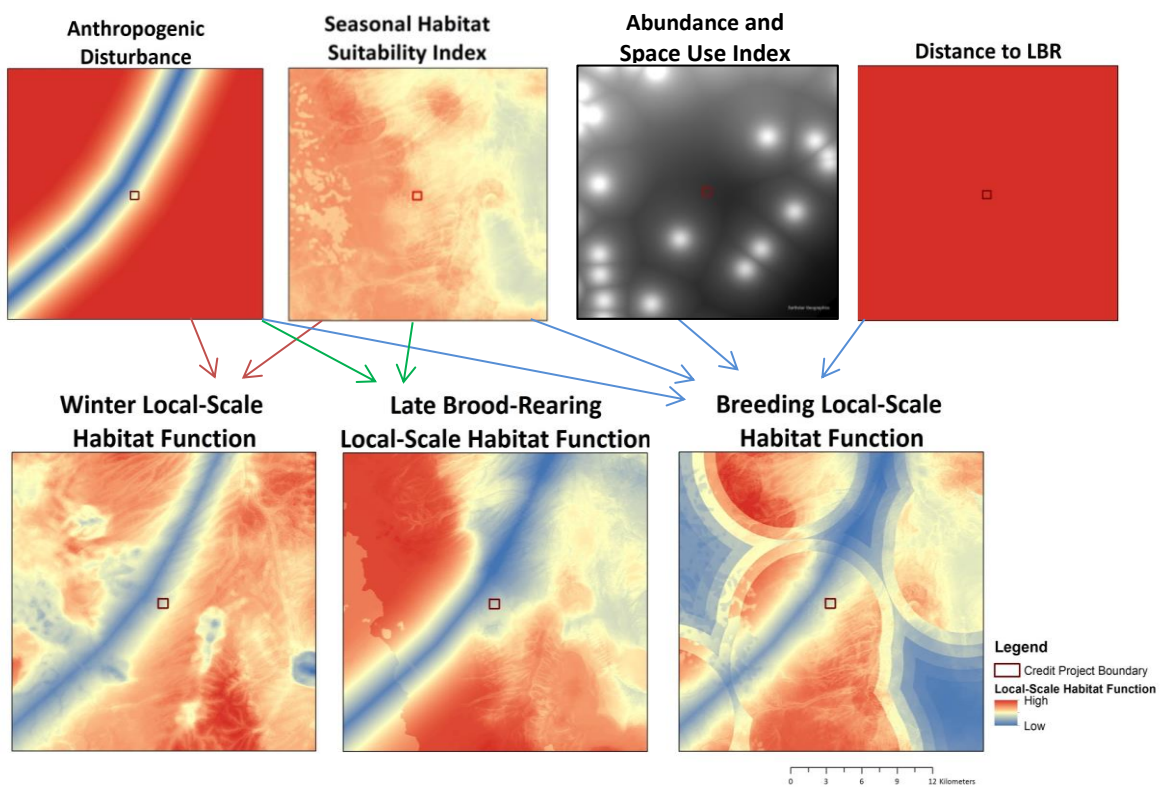 Anthropogenic
Disturbance
Seasonal Habitat
Suitability Index
Abundance and
Space Use Index
Distance to LBR
Winter Local-Scale
Habitat Function
Late Brood-Rearing
Local-Scale Habitat Function
Breeding Local-Scale
Habitat Function
Legend
Credit Project Boundary
Local-Scale Habitat Function
High
Low
0 3 6 9 12 Kilometers